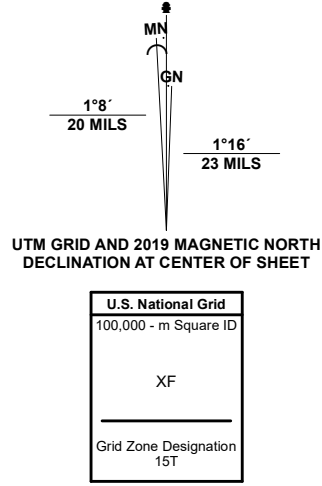 MN
GN
1°8´
20 MILS
1°16´
23 MILS
UTM GRID AND 2019 MAGNETIC NORTH
DECLINATION AT CENTER OF SHEET
U.S. National Grid
100,000 - m Square ID
XF
Grid Zone Designation
15T